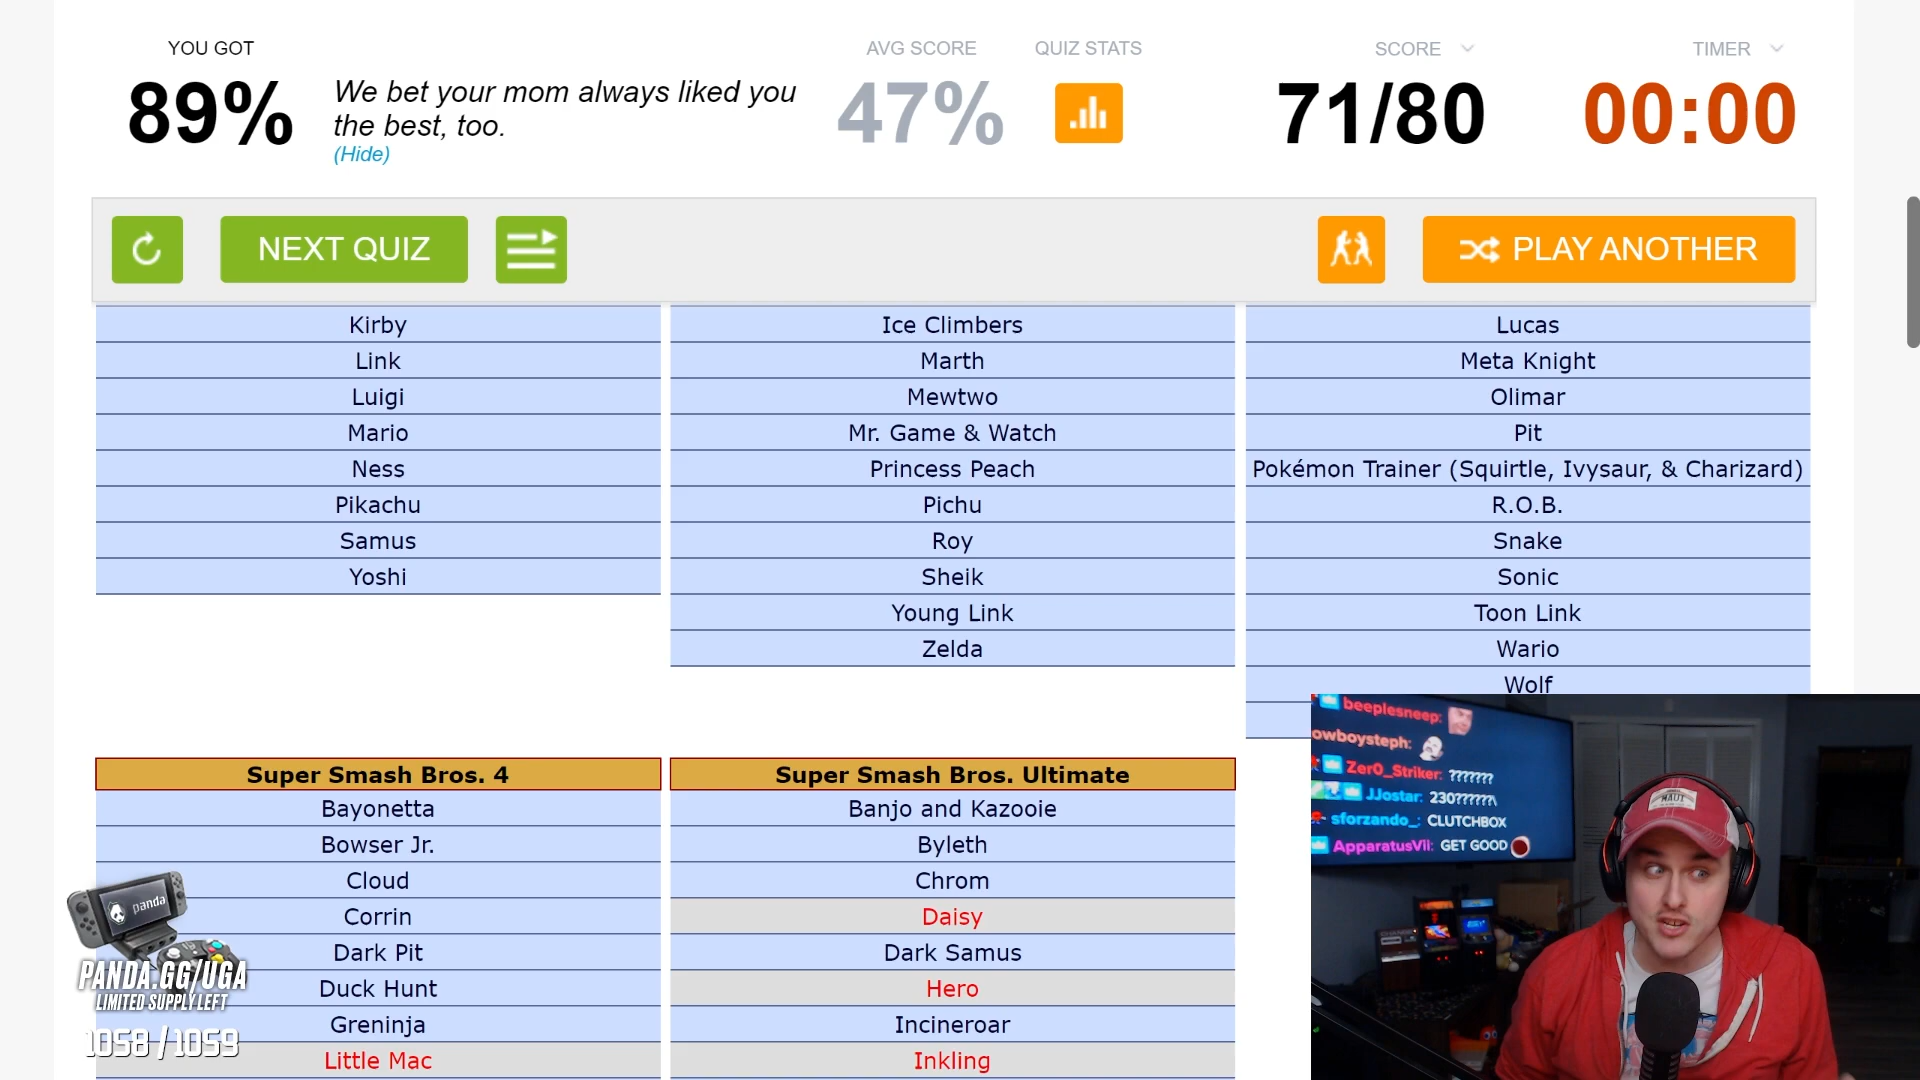 YOU GOT
AVG SCORE
QUIZ STATS
SCORE
TIMER
89%
We bet your mom always liked you
the best, too.
(Hide)
47%
71/80
00:00
NEXT QUIZ
PLAY ANOTHER
Kirby
Ice Climbers
Lucas
Link
Marth
Meta Knight
Luigi
Mewtwo
Olimar
Mario
Mr. Game & Watch
Pit
Ness
Princess Peach
Pokémon Trainer (Squirtle, Ivysaur, & Charizard)
Pikachu
Pichu
R.O.B.
Samus
Roy
Snake
Yoshi
Sheik
Sonic
Young Link
Toon Link
Zelda
Wario
Wolf
Super Smash Bros. 4
Super Smash Bros. Ultimate
Bayonetta
Banjo and Kazooie
Bowser Jr.
Byleth
Cloud
Chrom
Corrin
Daisy
Dark Pit
Dark Samus
Duck Hunt
Hero
Greninja
Incineroar
Little Mac
Inkling
beeplesneep:
owboysteph:
Zer0_Striker: ???????
JJostar: 230??????\
sforzando_: CLUTCHBOX
ApparatusVii: GET GOOD
MAUI
panda
PANDA.GG/UGA
LIMITED SUPPLY LEFT
1058 / 1059